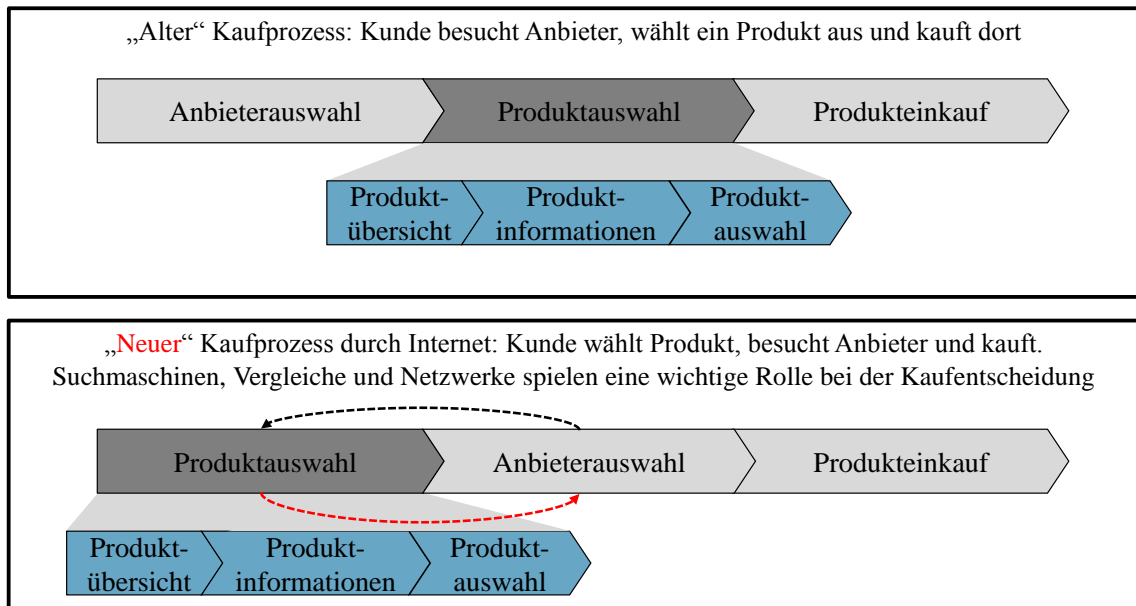 „Alter“ Kaufprozess: Kunde besucht Anbieter, wählt ein Produkt aus und kauft dort
Anbieterauswahl
Produktauswahl
Produkteinkauf
Produkt-
übersicht
Produkt-
informationen
Produkt-
auswahl
„Neuer“ Kaufprozess durch Internet: Kunde wählt Produkt, besucht Anbieter und kauft.
Suchmaschinen, Vergleiche und Netzwerke spielen eine wichtige Rolle bei der Kaufentscheidung
Produktauswahl
Anbieterauswahl
Produkteinkauf
Produkt-
übersicht
Produkt-
informationen
Produkt-
auswahl